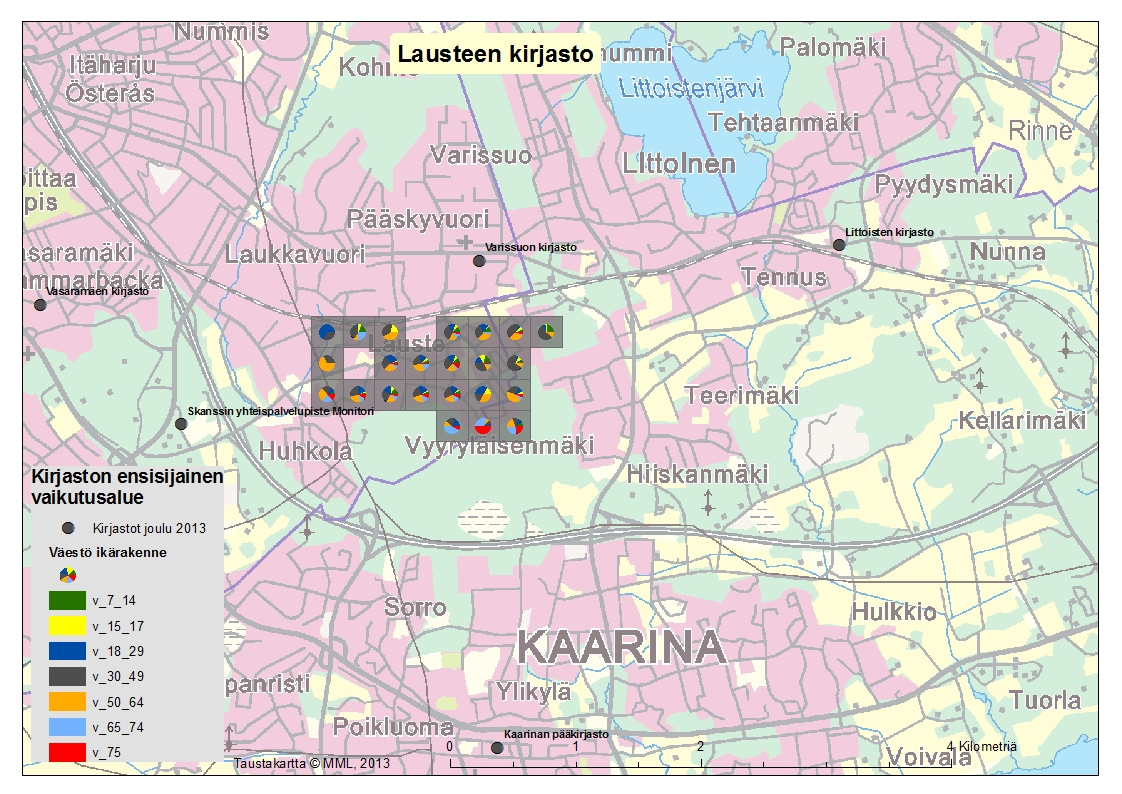 Nummis
Lausteen kirjasto
Palomäki
Itäharju
Österås
Littoistenjärvi
Tehtaanmäki
Rinne
Varissuo
LIttoInen
Pyydysmäki
Pääskyvuori
Littoisten kirjasto
Varissuon kirjasto
Laukkavuori
Nunna
Tennus
Vasaramäen kirjasto
Lauste
Teerimäki
Skanssin yhteispalvelupiste Monitori
Kellarimäki
Huhkola
Vyyryläisenmäki
Hiiskanmäki
Kirjaston ensisijainen
vaikutusalue
Kirjastot joulu 2013
Väestö ikärakenne
v_7_14
v_15_17
v_18_29
v_30_49
v_50_64
v_65_74
v_75
Sorro
Hulkkio
KAARINA
Ylikylä
Tuorla
Poikluoma
Kaarinan pääkirjasto
0 1 2 4 Kilometriä
Voivala
Taustakartta © MML, 2013